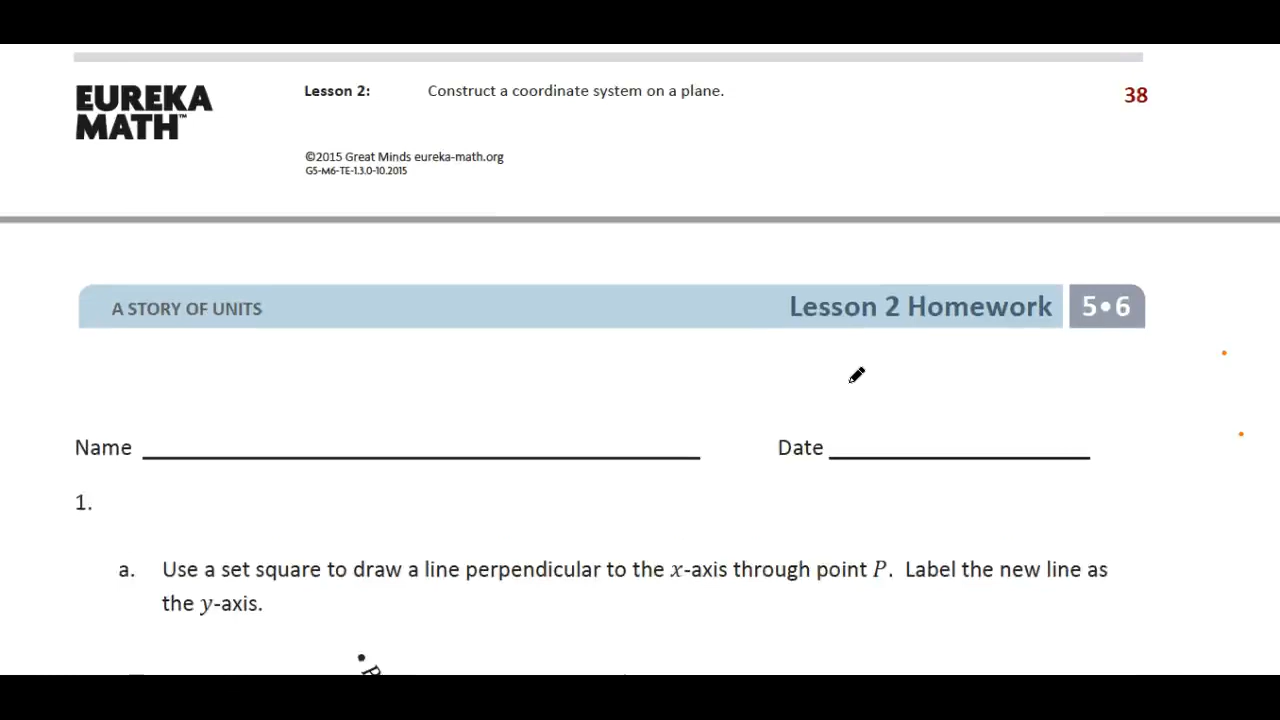 EUREKA
MATH™
Lesson 2: Construct a coordinate system on a plane.
38
©2015 Great Minds eureka-math.org
G5-M6-TE-1.3.0-10.2015
A STORY OF UNITS
Lesson 2 Homework 5•6
Name Date
1.
a. Use a set square to draw a line perpendicular to the x-axis through point P. Label the new line as
the y-axis.
P